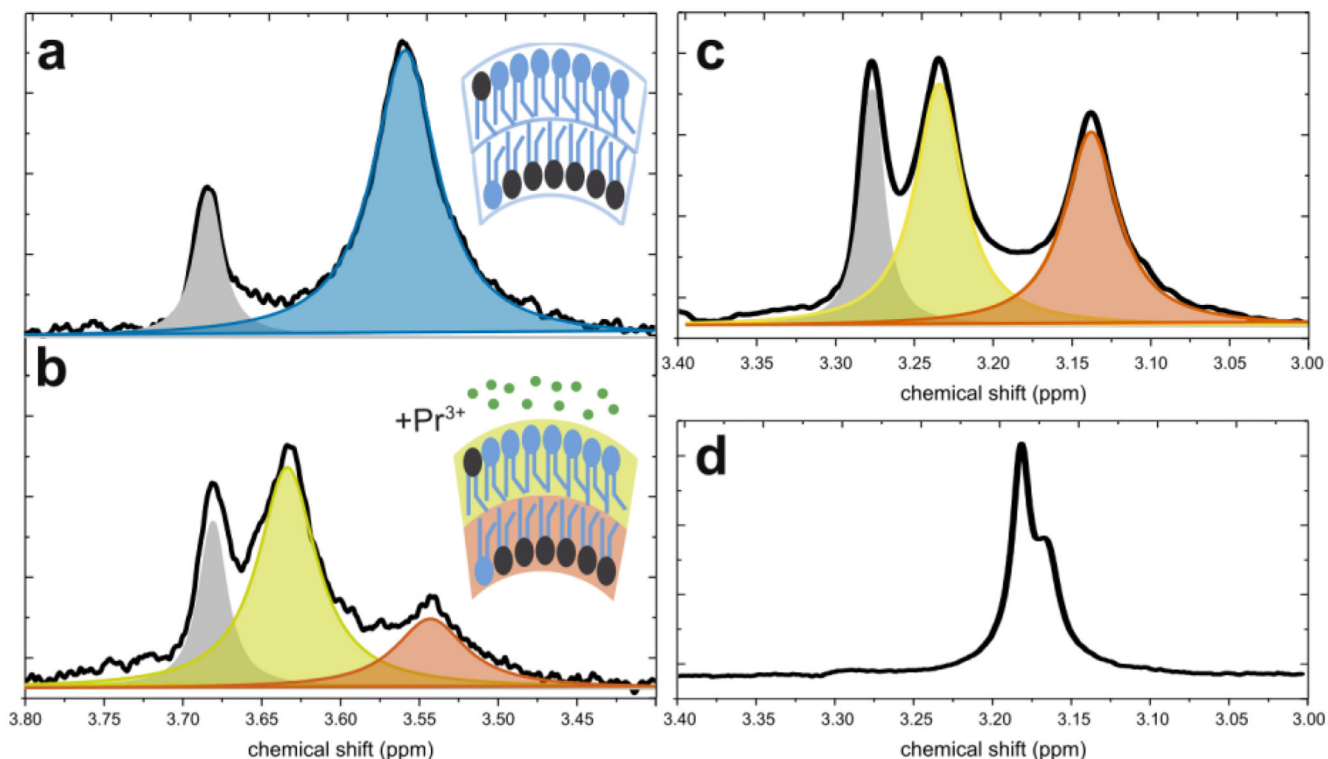 a
c
3.40 3.35 3.30 3.25 3.20 3.15 3.10 3.05 3.00
chemical shift (ppm)
b
+Pr³⁺
d
3.80 3.75 3.70 3.65 3.60 3.55 3.50 3.45
chemical shift (ppm)
3.40 3.35 3.30 3.25 3.20 3.15 3.10 3.05 3.00
chemical shift (ppm)